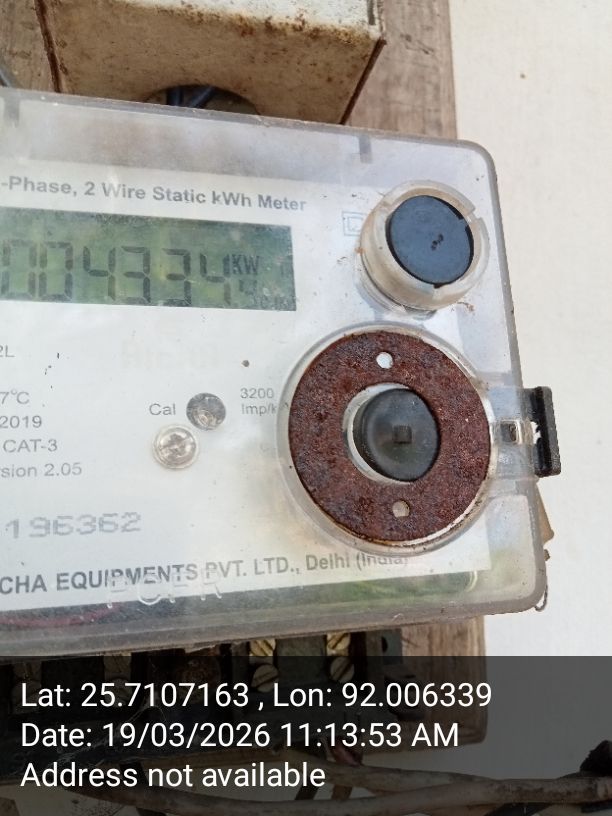 -Phase, 2 Wire Static kWh Meter
004334
KW
2L
7°C
2019
CAT-3
rsion 2.05
Cal
3200
Imp/k
196362
CHA EQUIPMENTS PVT. LTD., Delhi (India)
Lat: 25.7107163 , Lon: 92.006339
Date: 19/03/2026 11:13:53 AM
Address not available